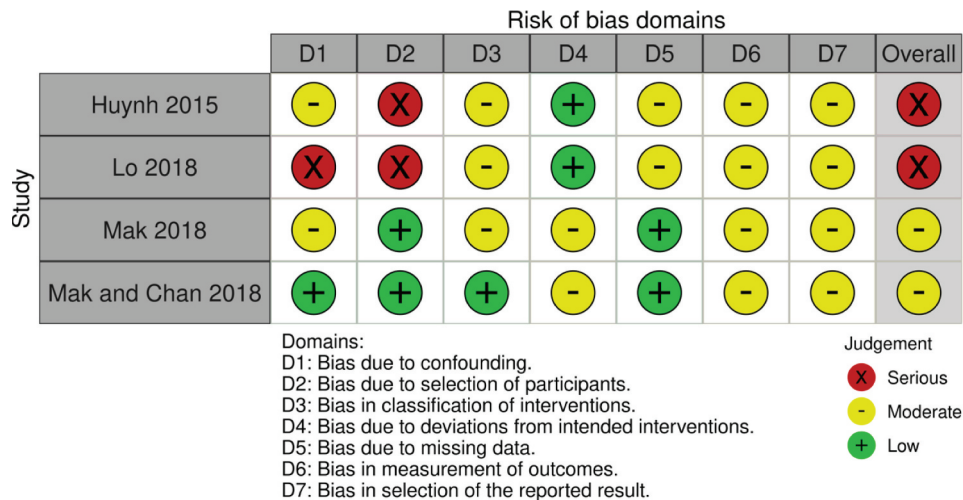 Risk of bias domains
D1 D2 D3 D4 D5 D6 D7 Overall
Study
Huynh 2015 - X - + - - - X
Lo 2018 X X - + - - - X
Mak 2018 - + - - + - - -
Mak and Chan 2018 + + + - + - - -
Domains:
D1: Bias due to confounding.
D2: Bias due to selection of participants.
D3: Bias in classification of interventions.
D4: Bias due to deviations from intended interventions.
D5: Bias due to missing data.
D6: Bias in measurement of outcomes.
D7: Bias in selection of the reported result.
Judgement
X Serious
- Moderate
+ Low